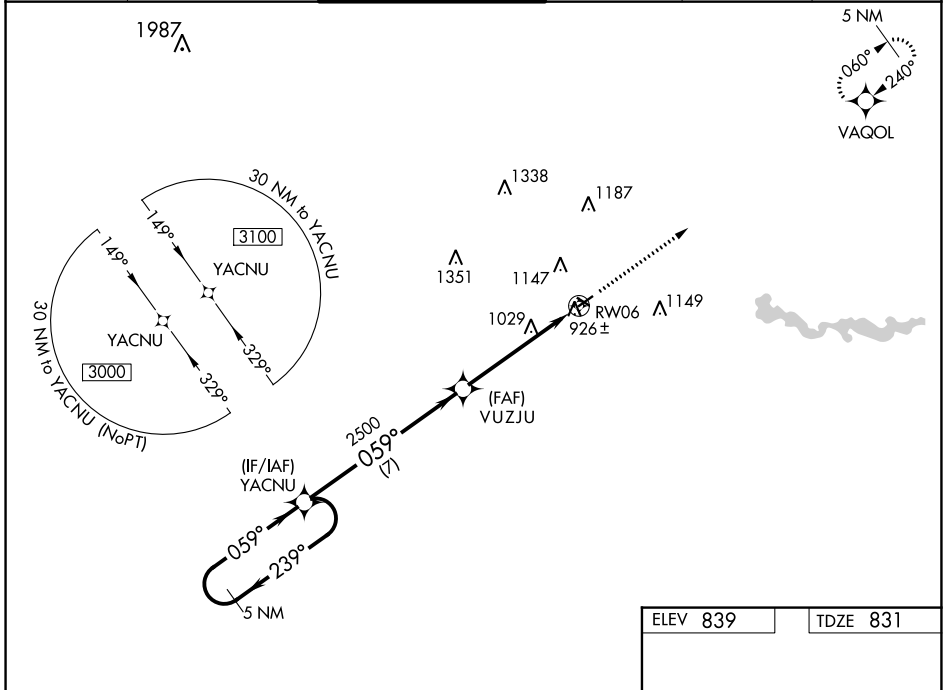 1987
5 NM
060°
240°
VAQOL
30 NM to YACNU
149°
3100
YACNU
329°
149°
YACNU
3000
329°
30 NM to YACNU (NoPT)
1338
1187
1351
1147
1029
RW06
926±
1149
(FAF)
VUZJU
2500
059°
(7)
(IF/IAF)
YACNU
059°
239°
5 NM
ELEV 839
TDZE 831